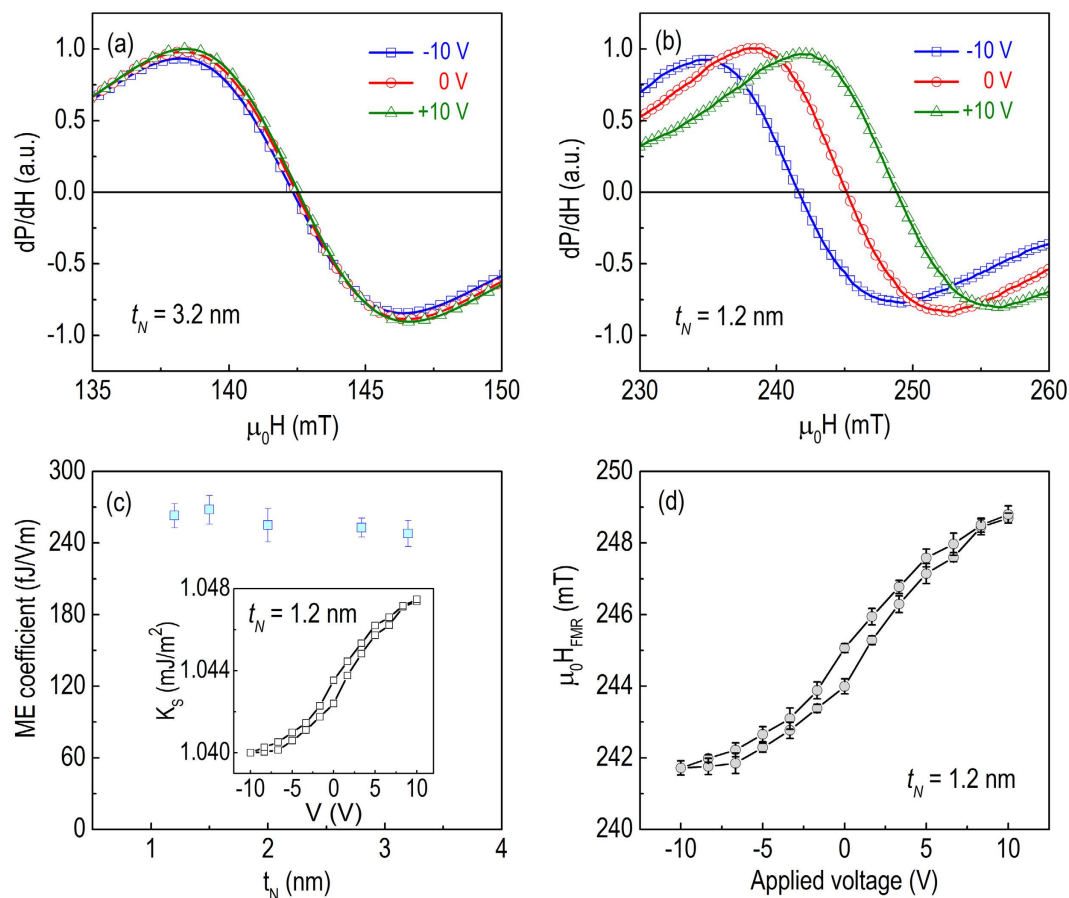 (a)
-10 V
0 V
+10 V
1.0
0.5
0.0
-0.5
-1.0
dP/dH (a.u.)
t_N = 3.2 nm
135 140 145 150
μ₀H (mT)
(b)
-10 V
0 V
+10 V
1.0
0.5
0.0
-0.5
-1.0
dP/dH (a.u.)
t_N = 1.2 nm
230 240 250 260
μ₀H (mT)
(c)
300
240
180
120
60
0
ME coefficient (fJ/Vm)
1.048
1.044
1.040
K_S (mJ/m²)
t_N = 1.2 nm
-10 -5 0 5 10
V (V)
1 2 3 4
t_N (nm)
(d)
250
248
246
244
242
240
μ₀H_FMR (mT)
t_N = 1.2 nm
-10 -5 0 5 10
Applied voltage (V)